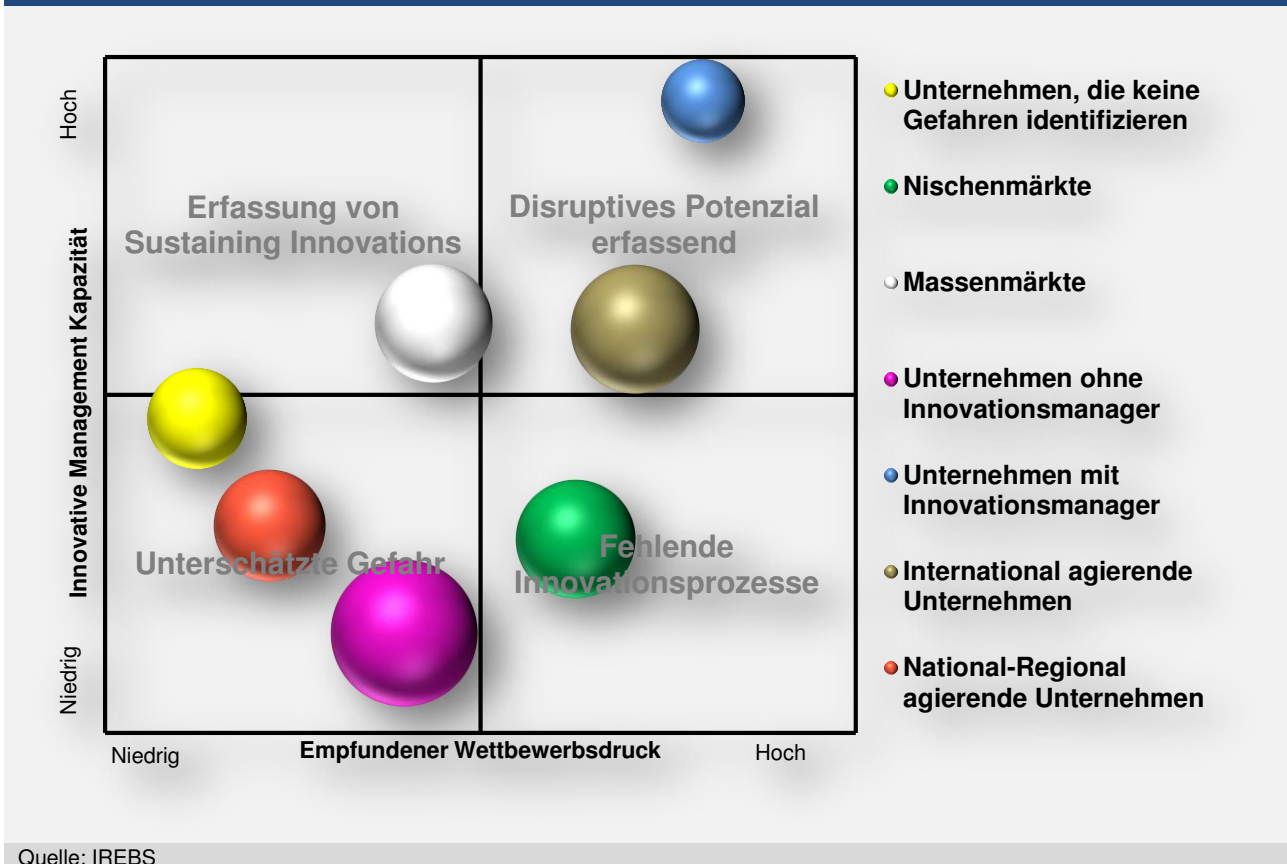 Hoch
Innovative Management Kapazität
Niedrig
Erfassung von
Sustaining Innovations
Disruptives Potenzial
erfassend
Unterschätzte Gefahr
Fehlende
Innovationsprozesse
Niedrig
Empfundener Wettbewerbsdruck
Hoch
Unternehmen, die keine
Gefahren identifizieren
Nischenmärkte
Massenmärkte
Unternehmen ohne
Innovationsmanager
Unternehmen mit
Innovationsmanager
International agierende
Unternehmen
National-Regional
agierende Unternehmen
Quelle: IREBS